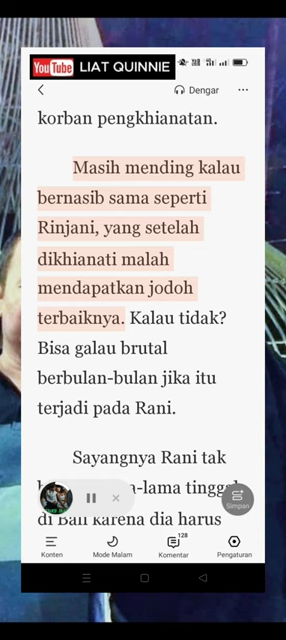 YouTube LIAT QUINNIE
Dengar
korban pengkhianatan.
Masih mending kalau
bernasib sama seperti
Rinjani, yang setelah
dikhianati malah
mendapatkan jodoh
terbaiknya. Kalau tidak?
Bisa galau brutal
berbulan-bulan jika itu
terjadi pada Rani.
Sayangnya Rani tak
-lama tinggal
di Bali karena dia harus
Simpan
128
Konten
Mode Malam
Komentar
Pengaturan